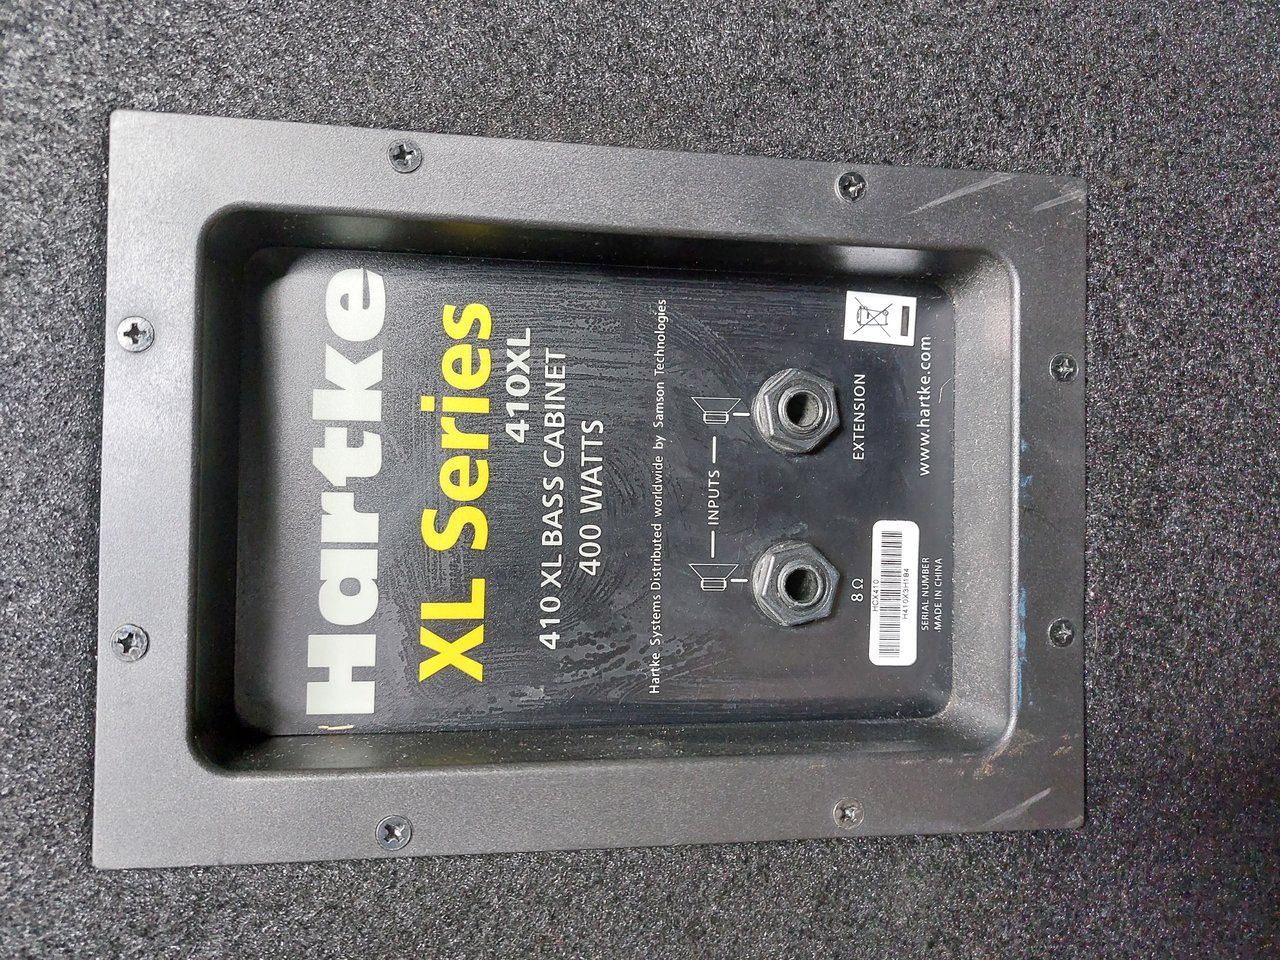 Hartke
XL Series
410XL
410 XL BASS CABINET
400 WATTS
Hartke Systems Distributed worldwide by Samson Technologies
INPUTS
8 Ω
EXTENSION
HCX410
H410X3H184
SERIAL NUMBER
MADE IN CHINA
www.hartke.com